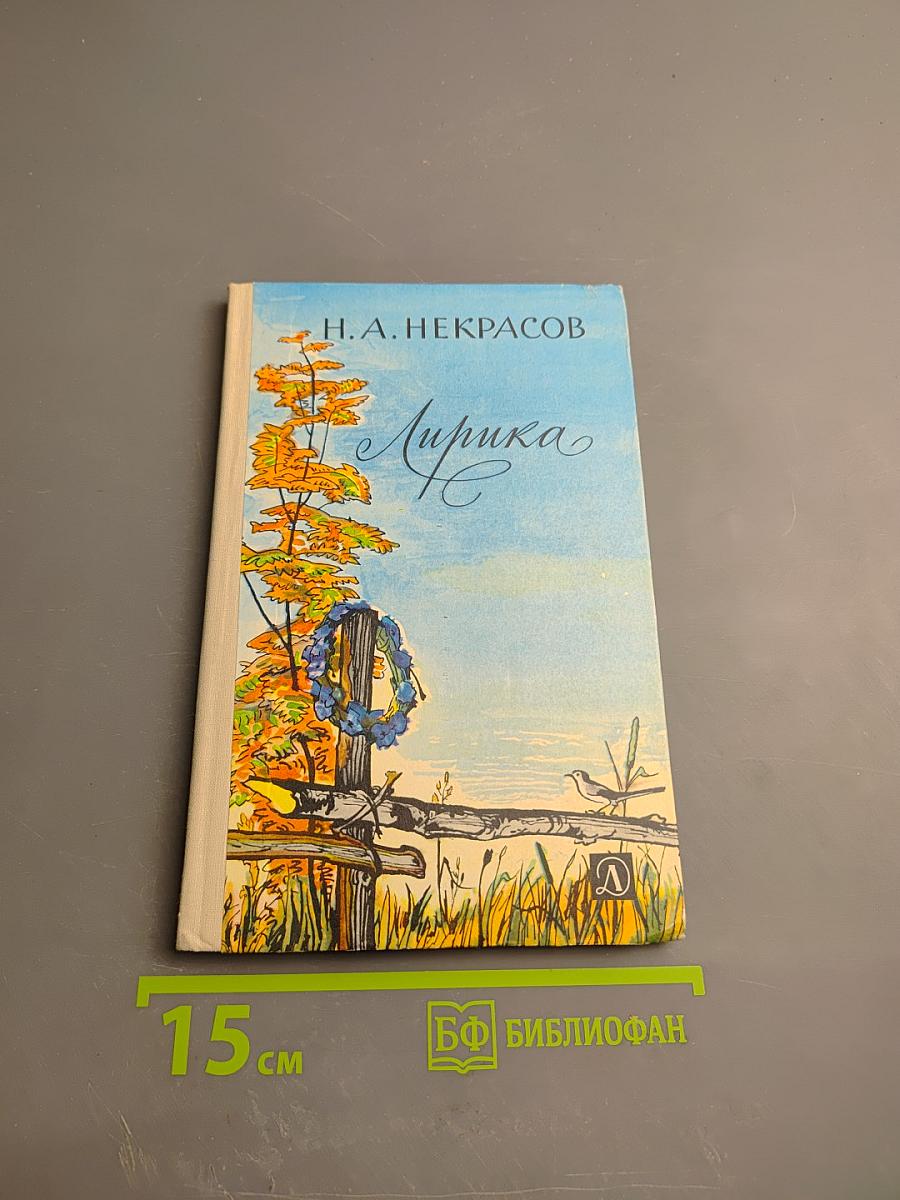 Н. А. НЕКРАСОВ
Лирика
Д
15 см
БФ БИБЛИОФАН